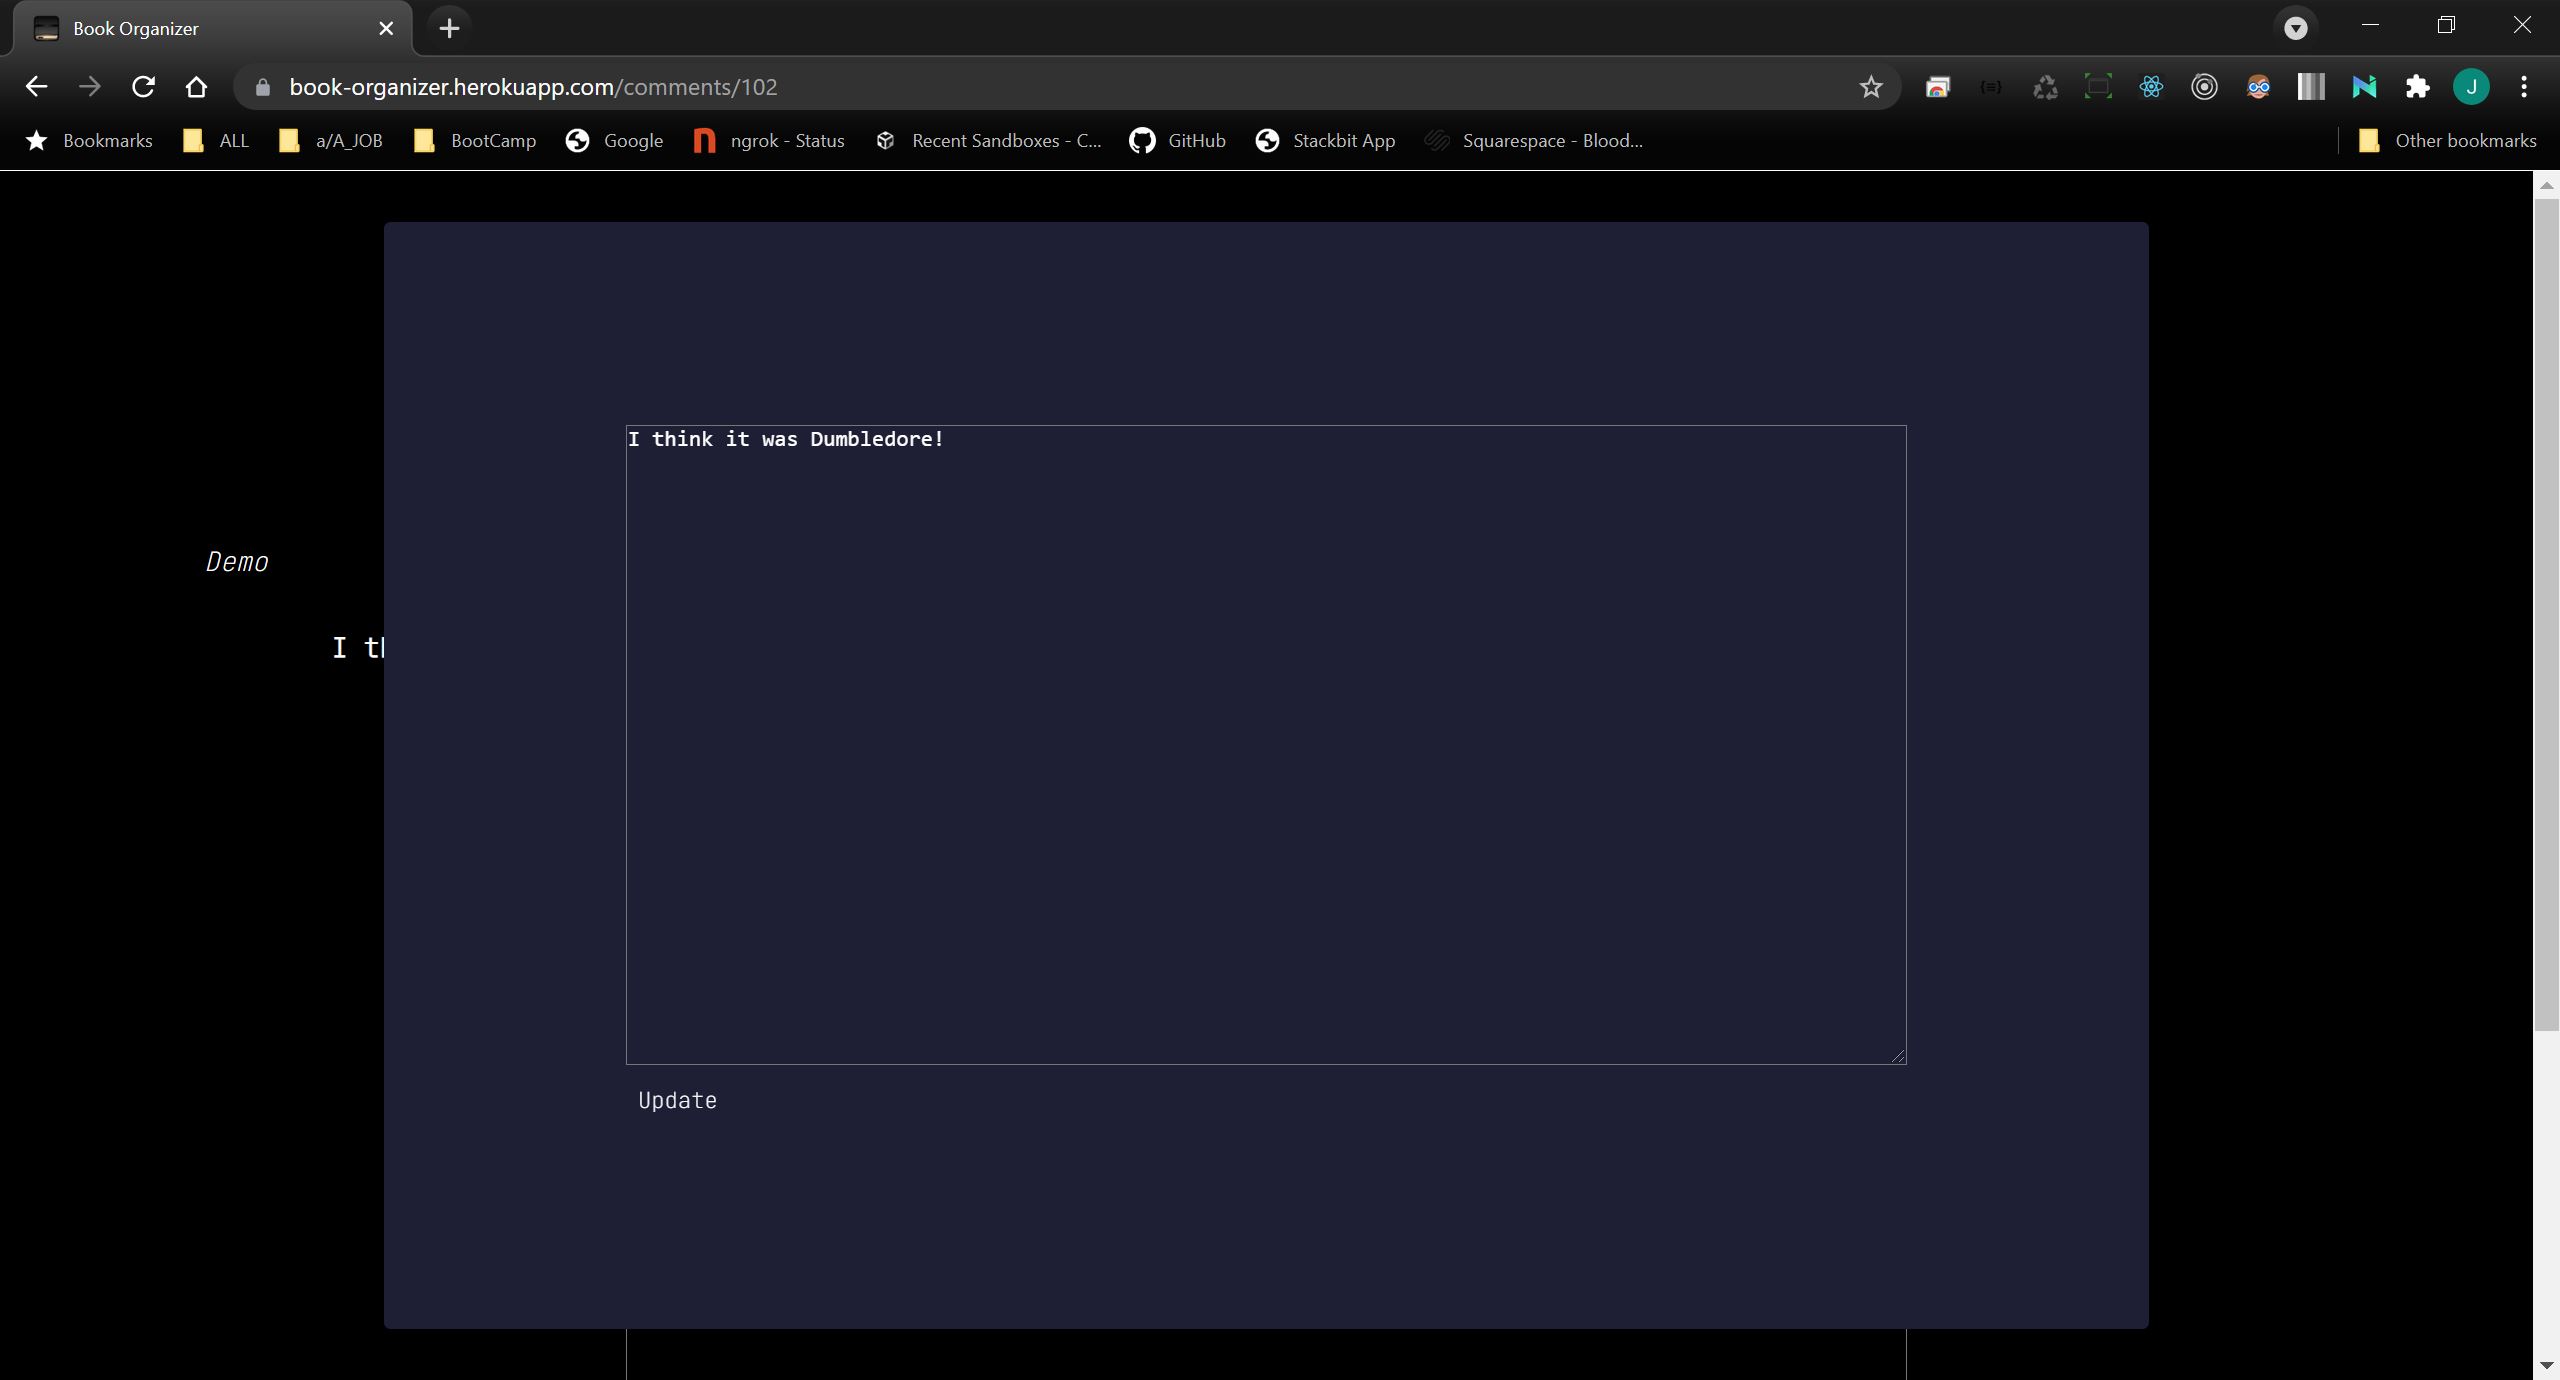 Book Organizer
book-organizer.herokuapp.com/comments/102
J
Bookmarks ALL a/A_JOB BootCamp Google ngrok - Status Recent Sandboxes - C... GitHub Stackbit App Squarespace - Blood... Other bookmarks
I think it was Dumbledore!
Demo
I th
Update